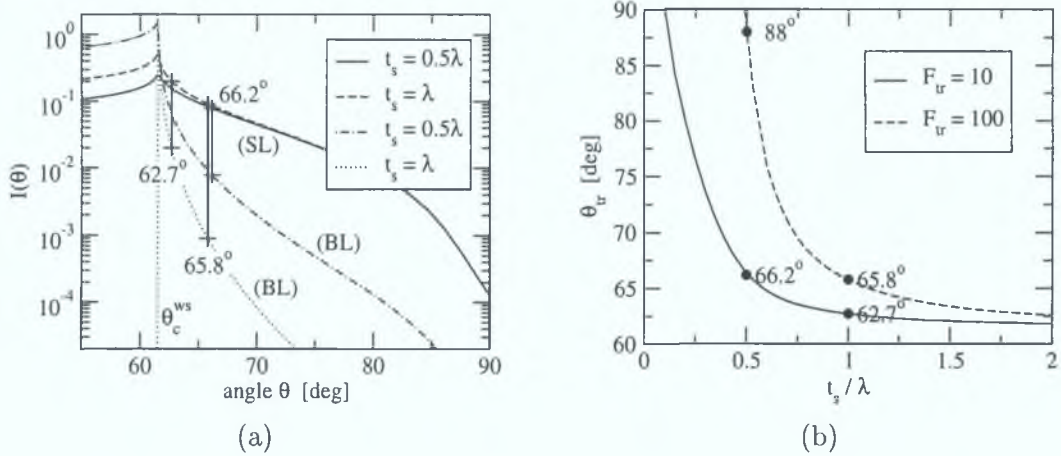 10⁰
10⁻¹
10⁻²
10⁻³
10⁻⁴
I(θ)
60
70
80
90
angle θ [deg]
t_s = 0.5λ
t_s = λ
t_s = 0.5λ
t_s = λ
66.2°
(SL)
62.7°
65.8°
(BL)
(BL)
θ_c^ws
(a)
90
85
80
75
70
65
60
θ_tr [deg]
0
0.5
1
1.5
2
t_s / λ
88°
F_tr = 10
F_tr = 100
66.2°
65.8°
62.7°
(b)